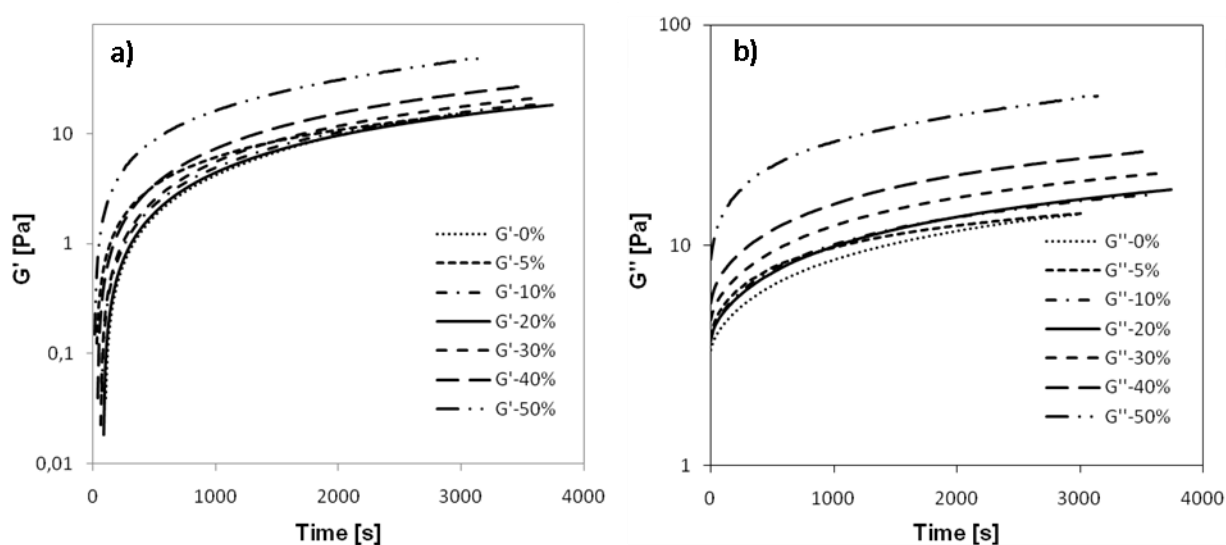 a)
10
1
0,1
0,01
G' [Pa]
0
1000
2000
3000
4000
Time [s]
G'-0%
G'-5%
G'-10%
G'-20%
G'-30%
G'-40%
G'-50%
b)
100
10
1
G'' [Pa]
0
1000
2000
3000
4000
Time [s]
G''-0%
G''-5%
G''-10%
G''-20%
G''-30%
G''-40%
G''-50%